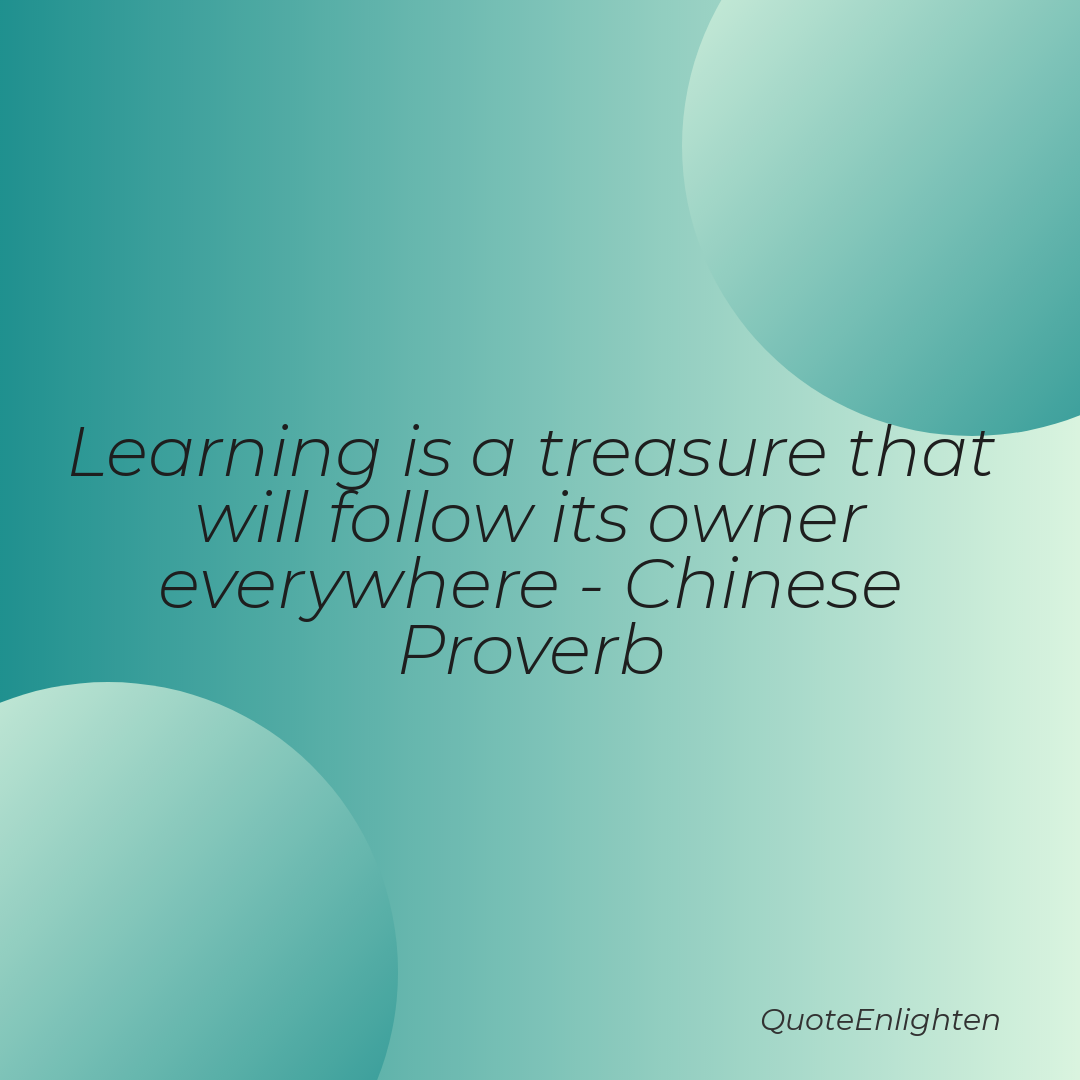 Learning is a treasure that
will follow its owner
everywhere - Chinese
Proverb
QuoteEnlighten